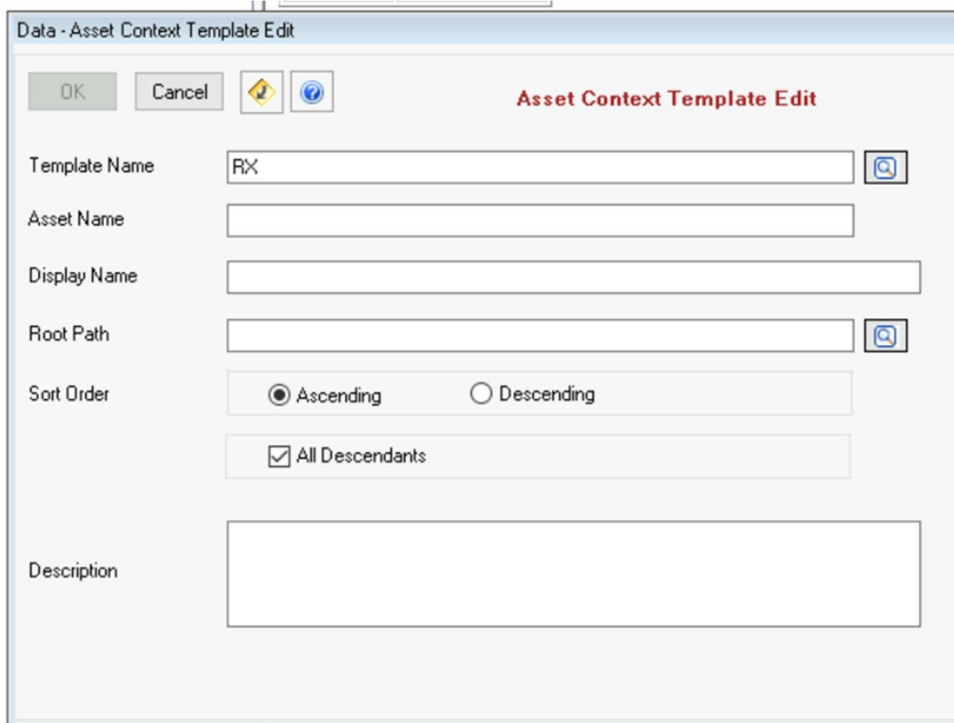 Data - Asset Context Template Edit
OK Cancel
Asset Context Template Edit
Template Name RX
Asset Name
Display Name
Root Path
Sort Order Ascending Descending
All Descendants
Description